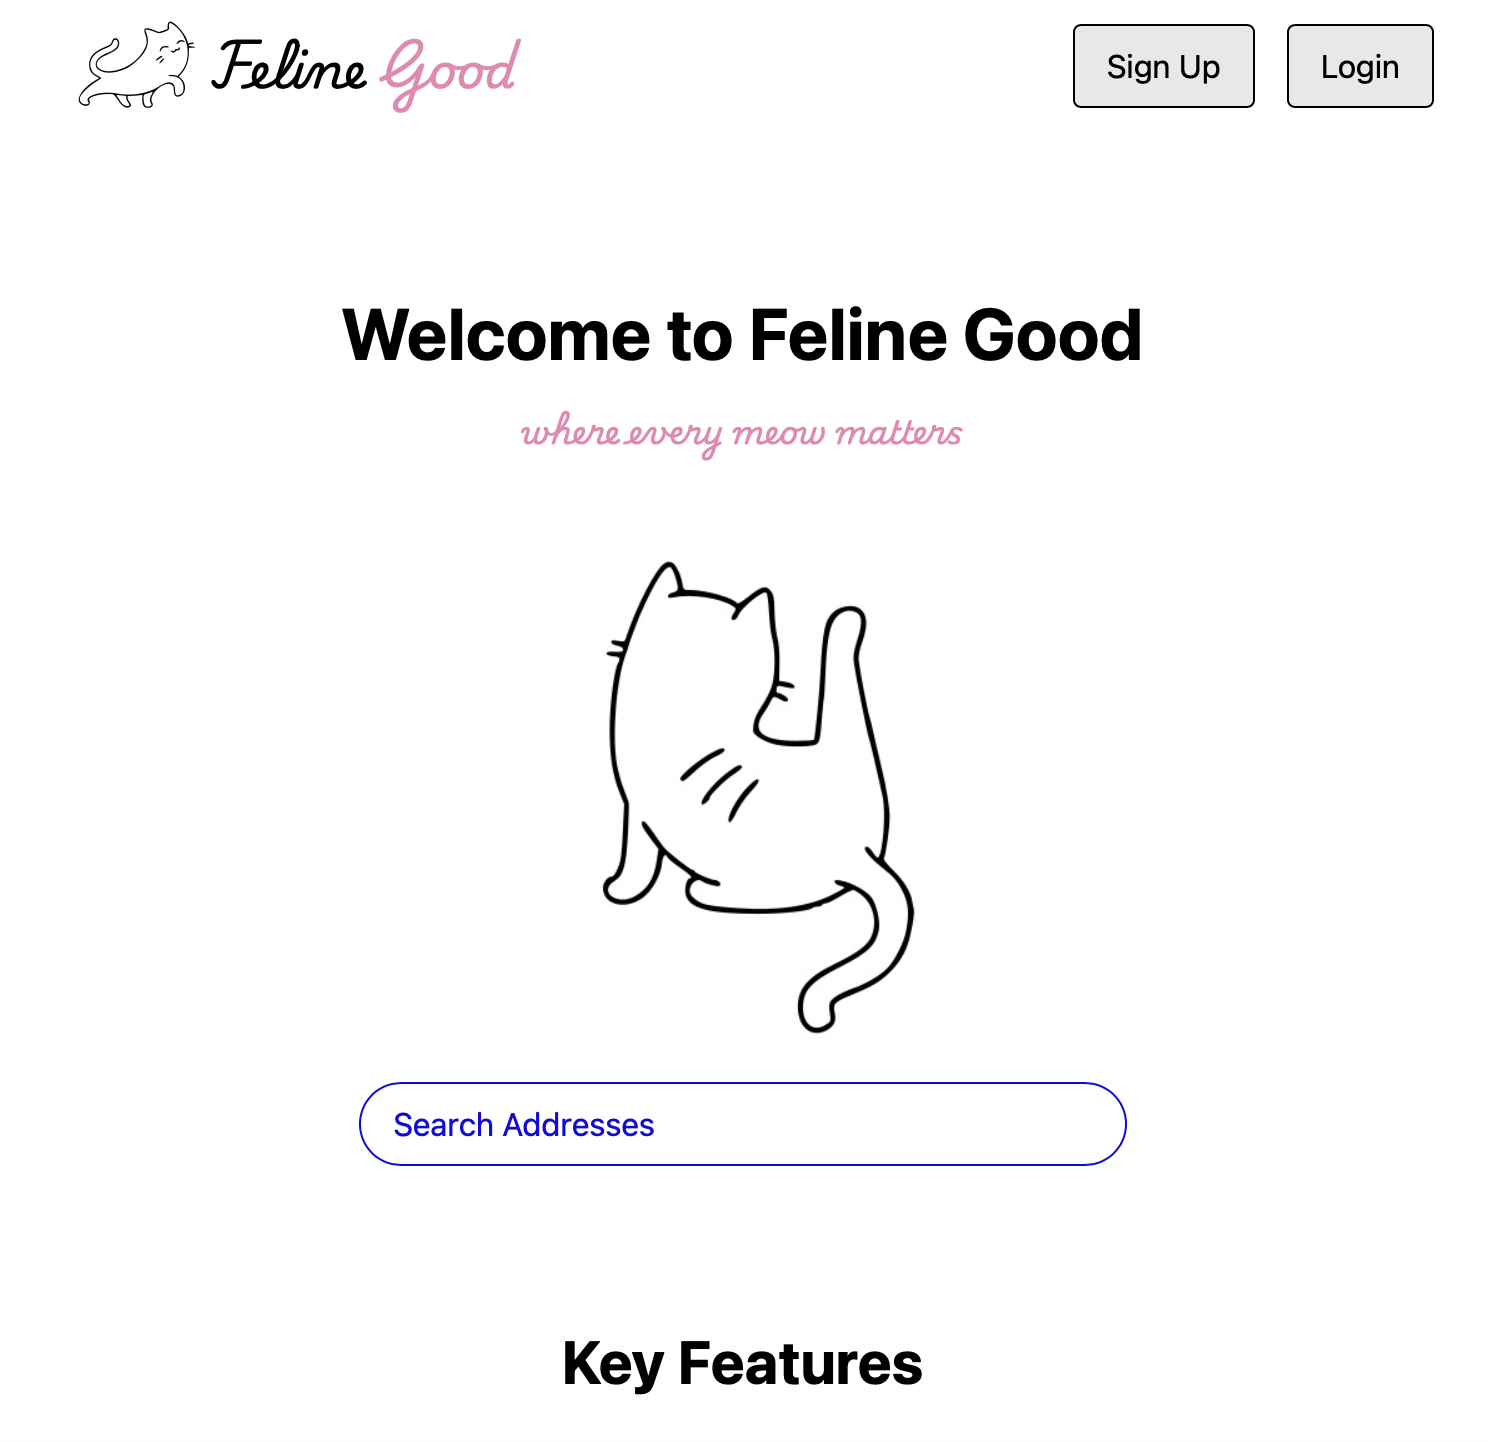 Feline Good
Sign Up
Login
Welcome to Feline Good
where every meow matters
Search Addresses
Key Features